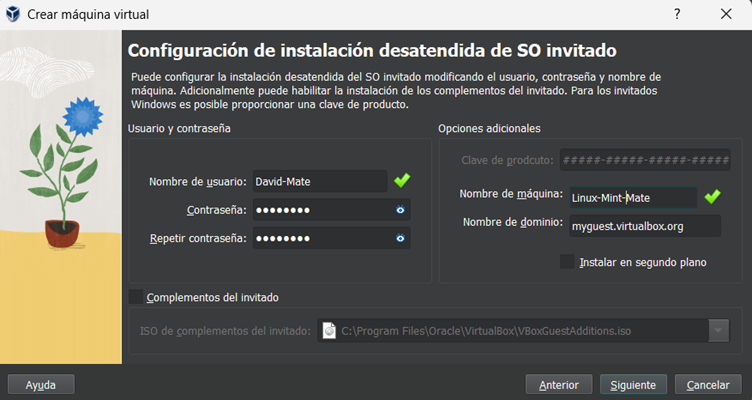 Crear máquina virtual
Configuración de instalación desatendida de SO invitado
Puede configurar la instalación desatendida del SO invitado modificando el usuario, contraseña y nombre de
máquina. Adicionalmente puede habilitar la instalación de los complementos del invitado. Para los invitados
Windows es posible proporcionar una clave de producto.
Usuario y contraseña
Nombre de usuario: David-Mate
Contraseña: ●●●●●●●●
Repetir contraseña: ●●●●●●●●
Opciones adicionales
Clave de prodcuto: #####-#####-#####-#####-#####
Nombre de máquina: Linux-Mint-Mate
Nombre de dominio: myguest.virtualbox.org
Instalar en segundo plano
Complementos del invitado
ISO de complementos del invitado: C:\Program Files\Oracle\VirtualBox\VBoxGuestAdditions.iso
Ayuda
Anterior
Siguiente
Cancelar